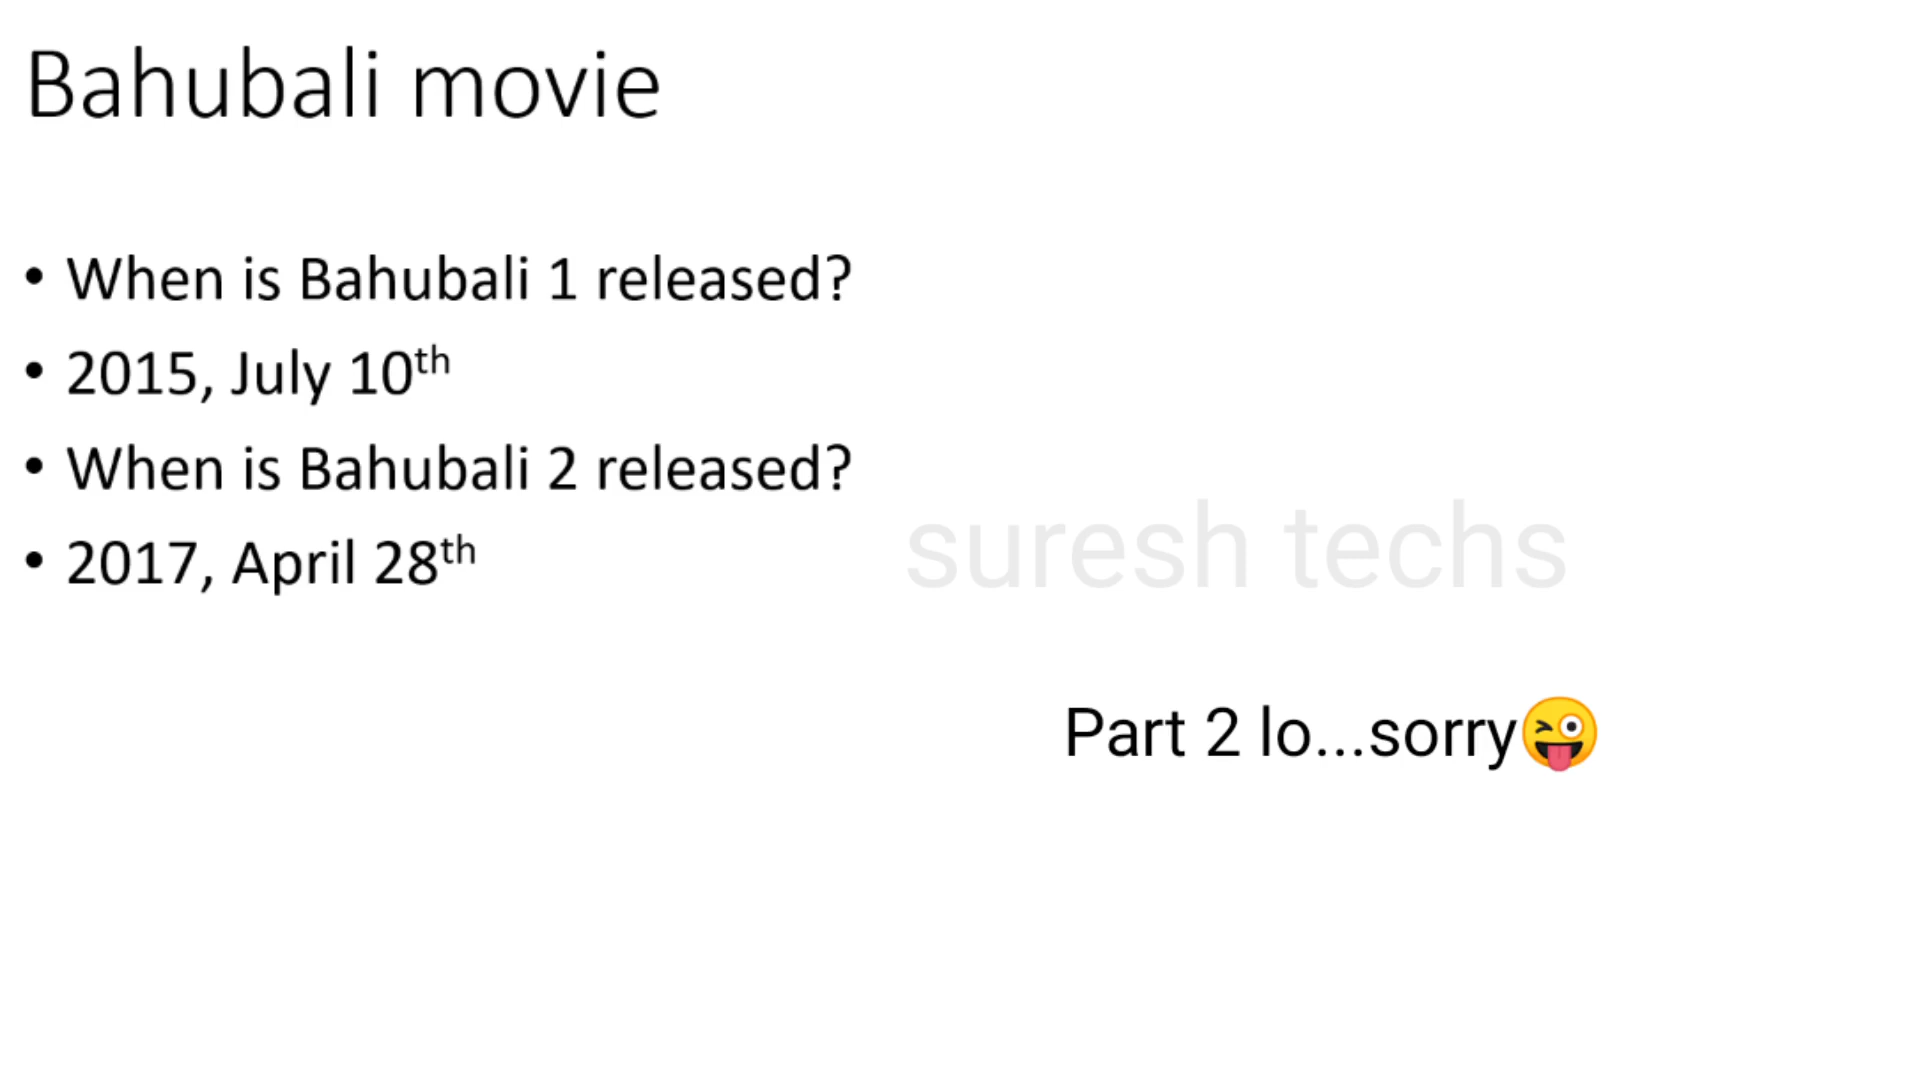 Bahubali movie
• When is Bahubali 1 released?
• 2015, July 10th
• When is Bahubali 2 released?
• 2017, April 28th
suresh techs
Part 2 lo...sorry😜